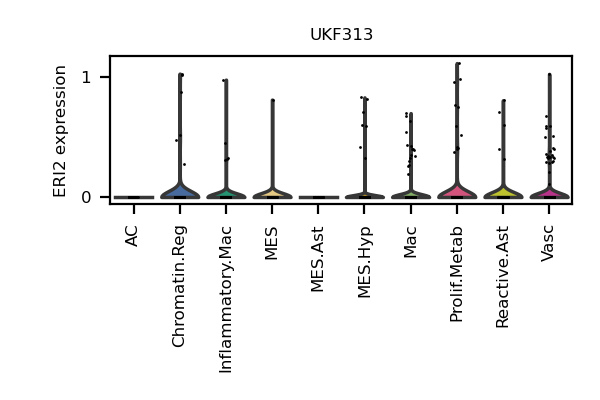 UKF313
ERI2 expression
1
0
AC
Chromatin.Reg
Inflammatory.Mac
MES
MES.Ast
MES.Hyp
Mac
Prolif.Metab
Reactive.Ast
Vasc